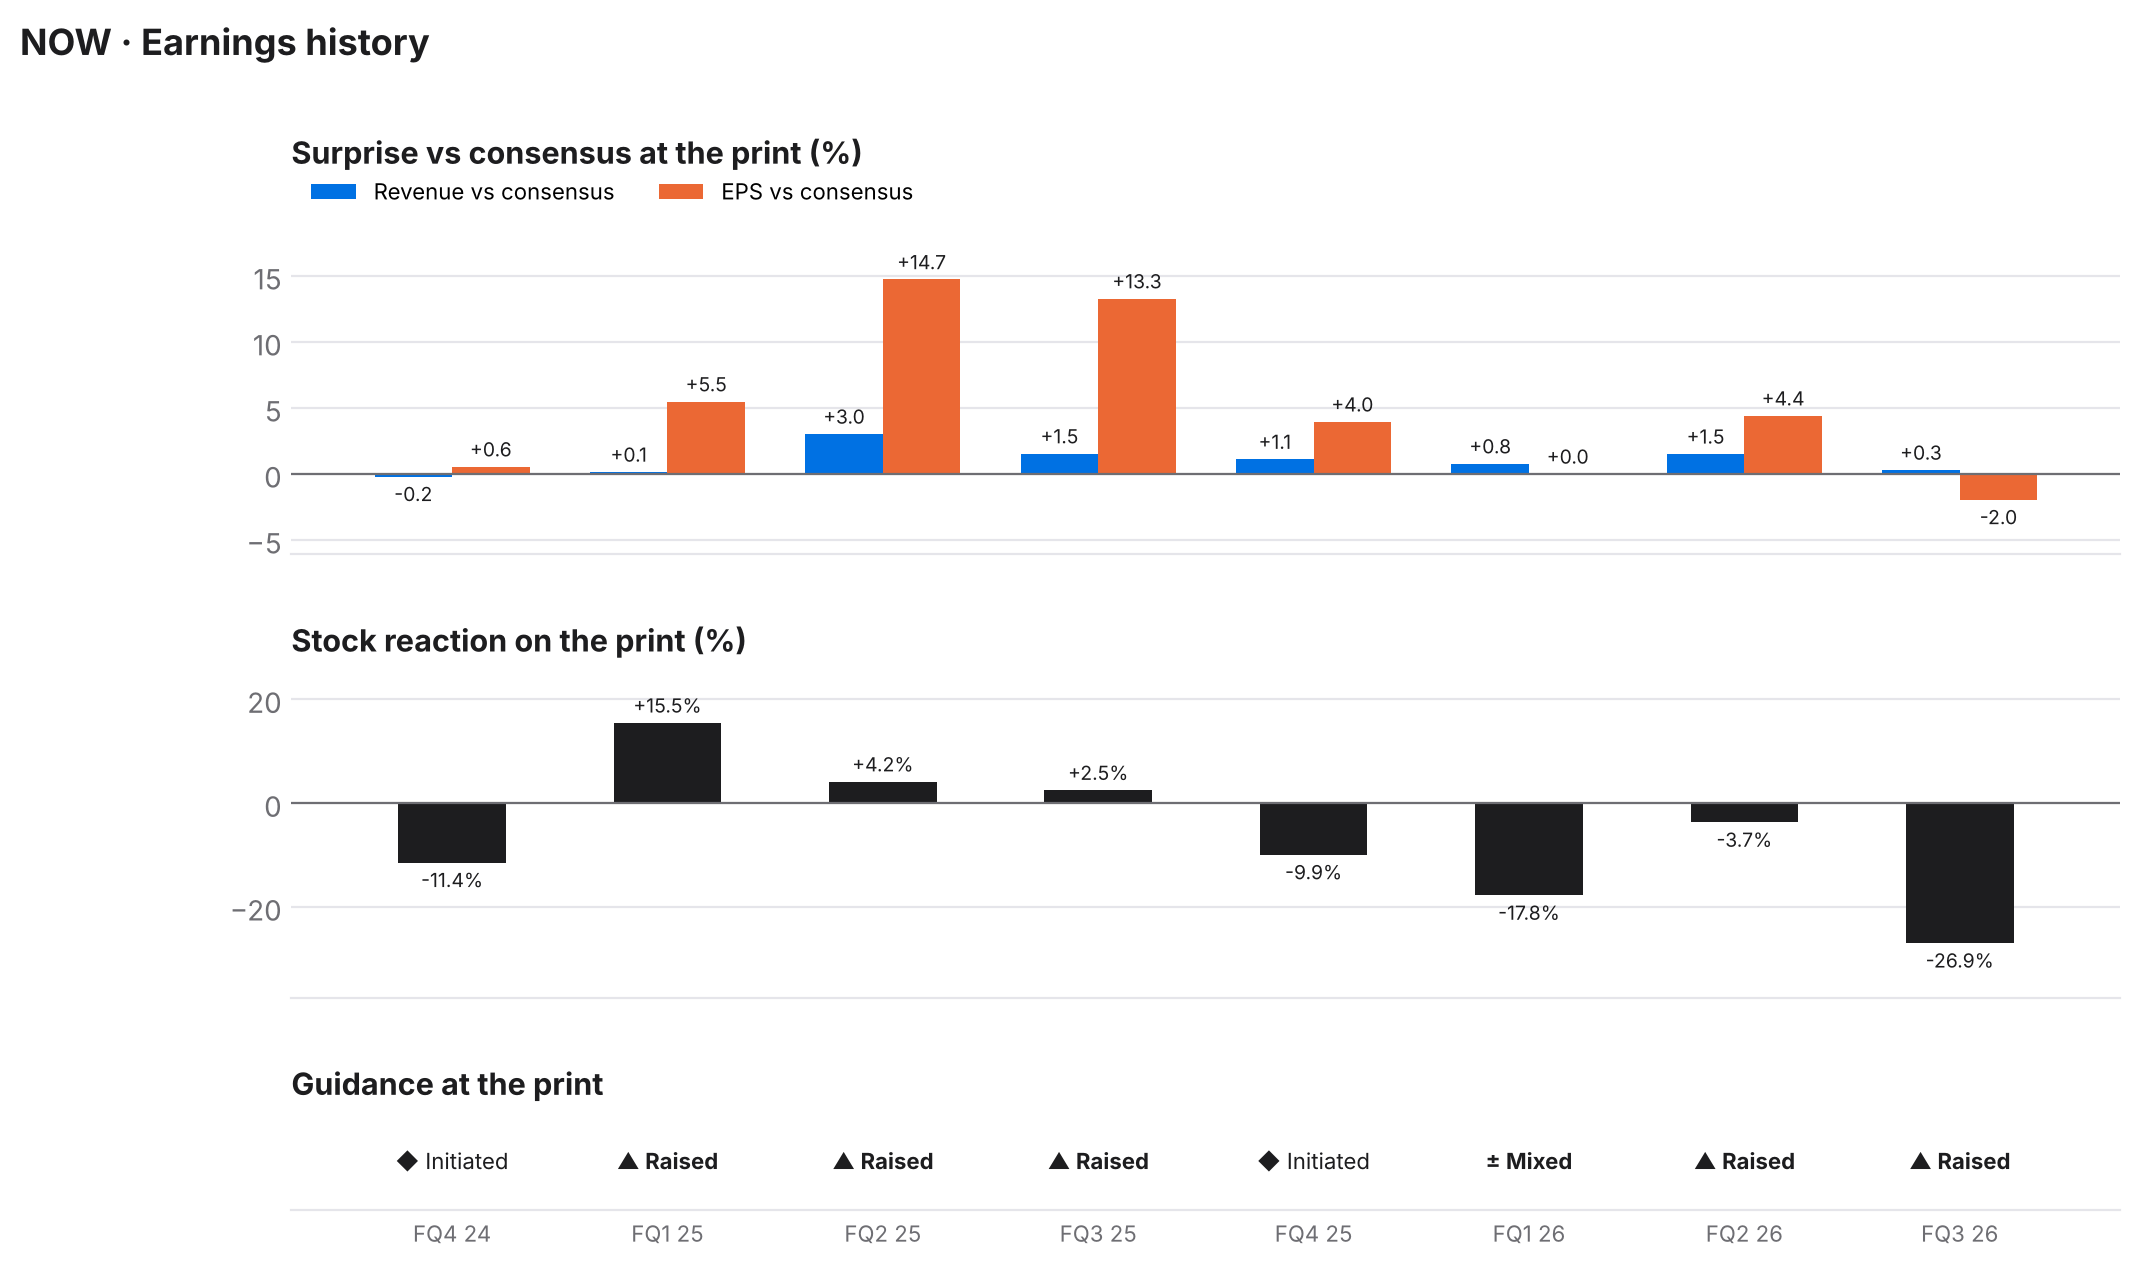 NOW · Earnings history
Surprise vs consensus at the print (%)
Revenue vs consensus EPS vs consensus
15
10
5
0
−5
-0.2 +0.6 +0.1 +5.5 +3.0 +14.7 +1.5 +13.3 +1.1 +4.0 +0.8 +0.0 +1.5 +4.4 +0.3 -2.0
Stock reaction on the print (%)
20
0
−20
-11.4% +15.5% +4.2% +2.5% -9.9% -17.8% -3.7% -26.9%
Guidance at the print
◆ Initiated ▲ Raised ▲ Raised ▲ Raised ◆ Initiated ± Mixed ▲ Raised ▲ Raised
FQ4 24 FQ1 25 FQ2 25 FQ3 25 FQ4 25 FQ1 26 FQ2 26 FQ3 26